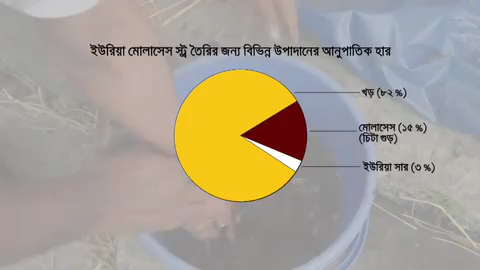 ইউরিয়া মোলাসেস স্ট্র তৈরির জন্য বিভিন্ন উপাদানের আনুপাতিক হার
খড় (৮২ %)
মোলাসেস (১৫ %)
(চিটা গুড়)
ইউরিয়া সার (৩ %)